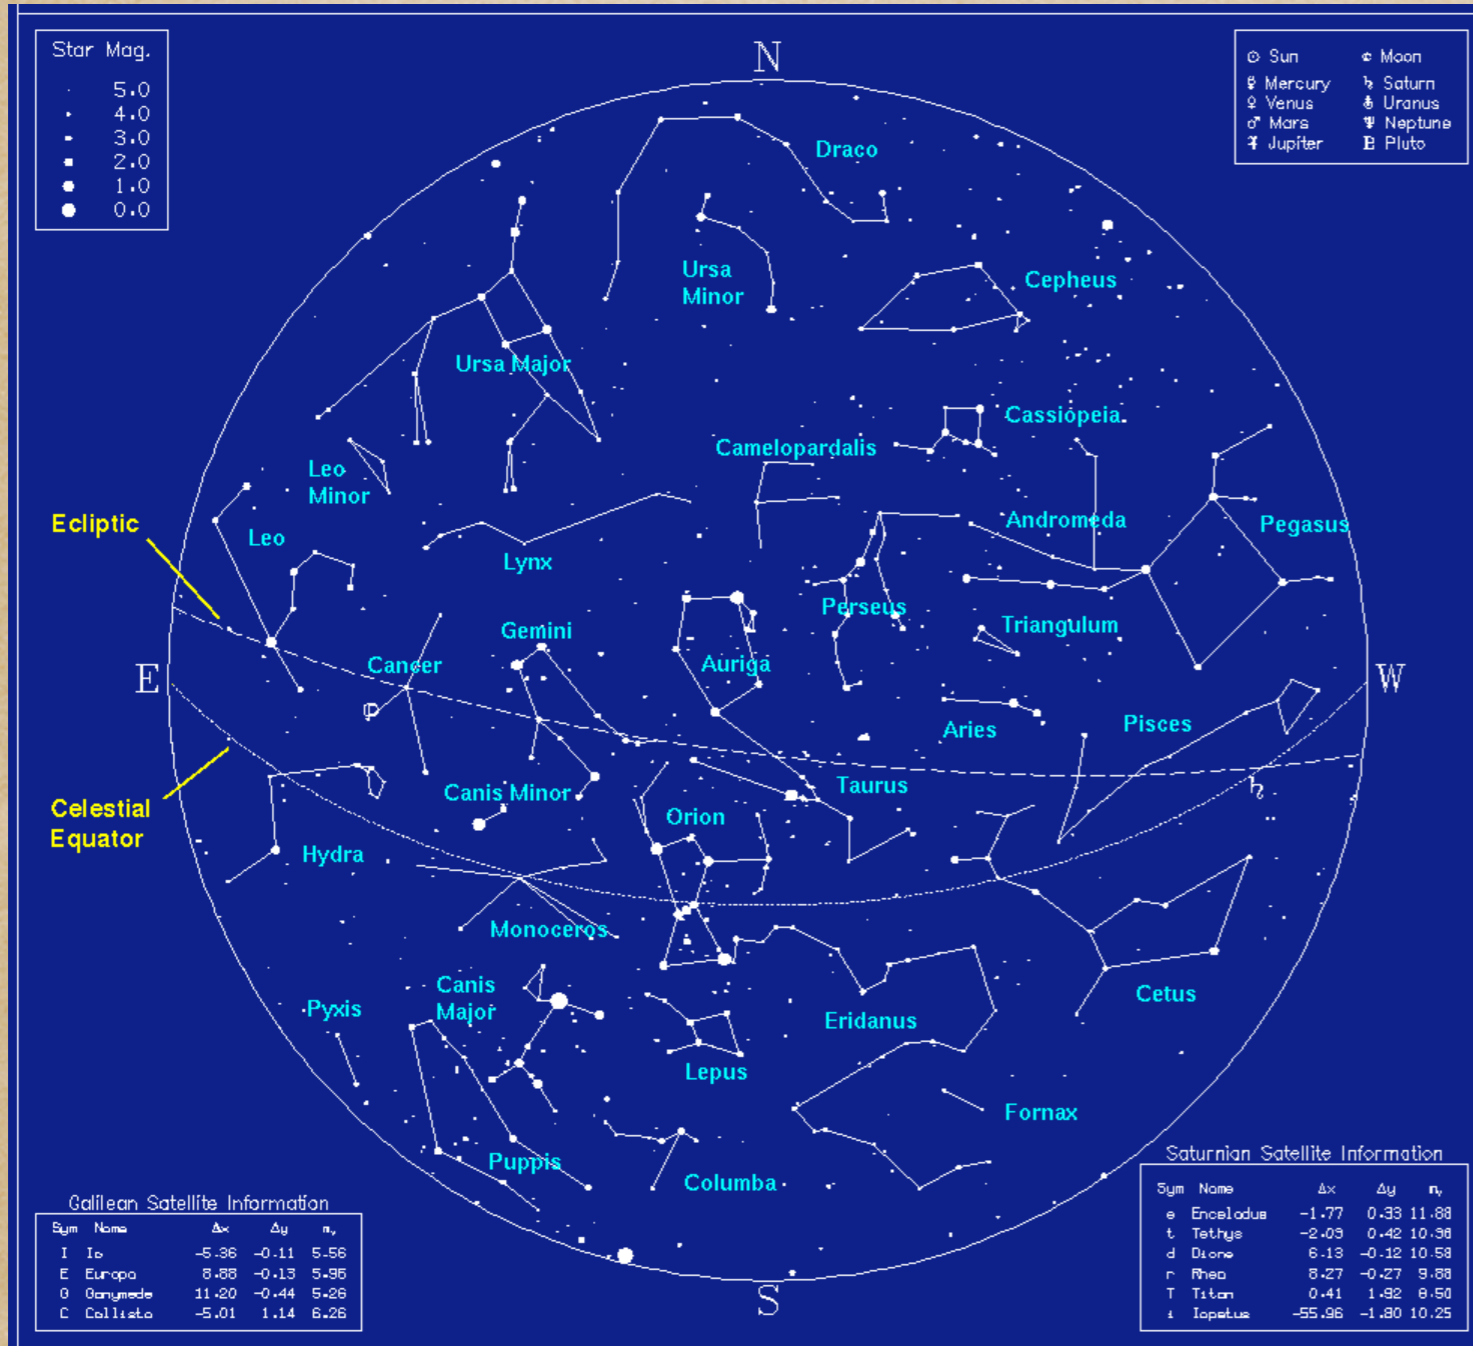 Star Mag.
5.0
4.0
3.0
2.0
1.0
0.0
N
☉ Sun
☾ Moon
☿ Mercury
♄ Saturn
♀ Venus
⛢ Uranus
♂ Mars
♆ Neptune
♃ Jupiter
P Pluto
Draco
Ursa
Minor
Cepheus
Ursa Major
Cassiopeia
Camelopardalis
Leo
Minor
Ecliptic
Leo
Lynx
Andromeda
Pegasus
Perseus
Triangulum
Gemini
Cancer
Auriga
E
W
Aries
Pisces
Canis Minor
Taurus
Orion
Celestial
Equator
Hydra
Monoceros
Canis
Major
Pyxis
Cetus
Eridanus
Lepus
Fornax
Puppis
Columba
S
Galilean Satellite Information
Sym Name Δx Δy mᵥ
I Io -5.36 -0.11 5.56
E Europa 8.88 -0.13 5.96
G Ganymede 11.20 -0.44 5.26
C Callisto -5.01 1.14 6.26
Saturnian Satellite Information
Sym Name Δx Δy mᵥ
e Enceladus -1.77 0.33 11.88
t Tethys -2.09 0.42 10.36
d Dione 6.13 -0.12 10.58
r Rhea 8.27 -0.27 9.88
T Titan 0.41 1.92 8.50
i Iapetus -55.96 -1.80 10.25